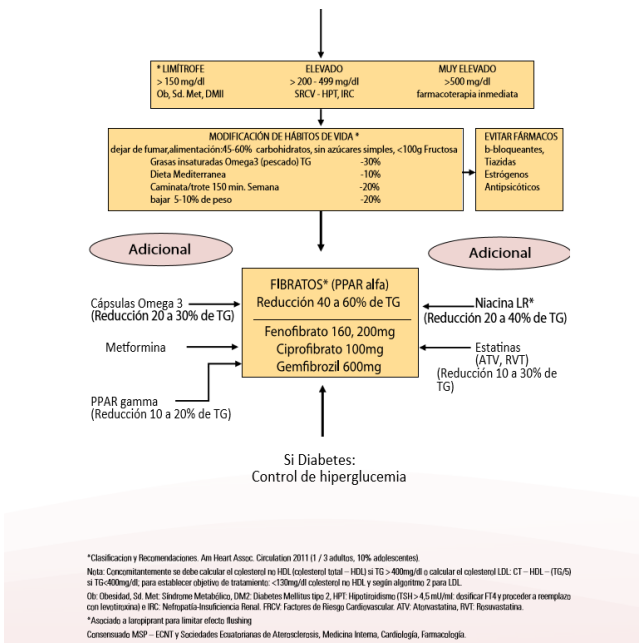 * LIMÍTROFE ELEVADO MUY ELEVADO
> 150 mg/dl > 200 - 499 mg/dl >500 mg/dl
Ob, Sd. Met, DMII SRCV - HPT, IRC farmacoterapia inmediata
MODIFICACIÓN DE HÁBITOS DE VIDA *
dejar de fumar,alimentación:45-60% carbohidratos, sin azúcares simples, <100g Fructosa
Grasas insaturadas Omega3 (pescado) TG -30%
Dieta Mediterranea -10%
Caminata/trote 150 min. Semana -20%
bajar 5-10% de peso -20%
EVITAR FÁRMACOS
b-bloqueantes,
Tiazidas
Estrógenos
Antipsicóticos
Adicional
Adicional
FIBRATOS* (PPAR alfa)
Reducción 40 a 60% de TG
Fenofibrato 160, 200mg
Ciprofibrato 100mg
Gemfibrozil 600mg
Cápsulas Omega 3
(Reducción 20 a 30% de TG)
Metformina
PPAR gamma
(Reducción 10 a 20% de TG)
Niacina LR*
(Reducción 20 a 40% de TG)
Estatinas
(ATV, RVT)
(Reducción 10 a 30% de
TG)
Si Diabetes:
Control de hiperglucemia
*Clasificacion y Recomendaciones. Am Heart Assoc. Circulation 2011 (1 / 3 adultos, 10% adolescentes).
Nota: Concomitantemente se debe calcular el colesterol no HDL (colesterol total – HDL) si TG > 400mg/dl o calcular el colesterol LDL: CT – HDL – (TG/5)
si TG<400mg/dl; para establecer objetivo de tratamiento: <130mg/dl colesterol no HDL y según algoritmo 2 para LDL.
Ob: Obesidad, Sd. Met: Síndrome Metabólico, DM2: Diabetes Mellitus tipo 2, HPT: Hipotiroidismo (TSH > 4,5 mU/ml: dosificar FT4 y proceder a reemplazo
con levotiroxina) e IRC: Nefropatía-Insuficiencia Renal. FRCV: Factores de Riesgo Cardiovascular. ATV: Atorvastatina, RVT: Rosuvastatina.
*Asociado a laropiprant para limitar efecto flushing
Consensuado MSP – ECNT y Sociedades Ecuatorianas de Aterosclerosis, Medicina Interna, Cardiología, Farmacología.